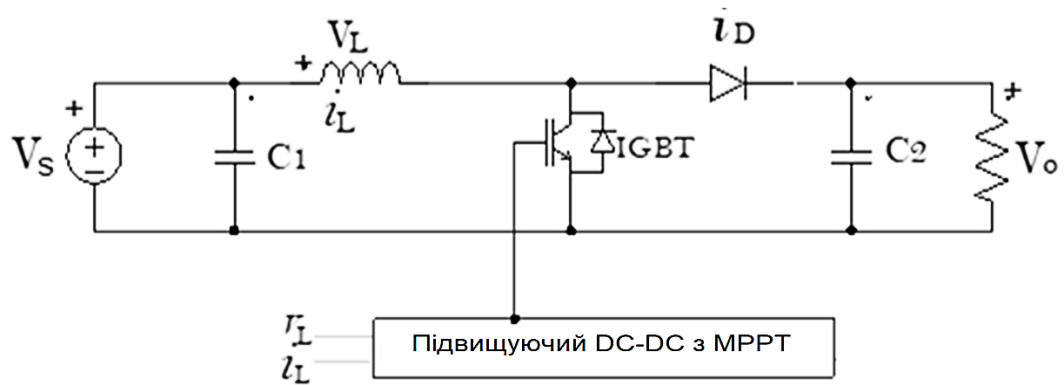 V_L
i_D
+
+
i_L
+
V_S
+
−
C1
IGBT
C2
V_o
r_L
i_L
Підвищуючий DC-DC з MPPT